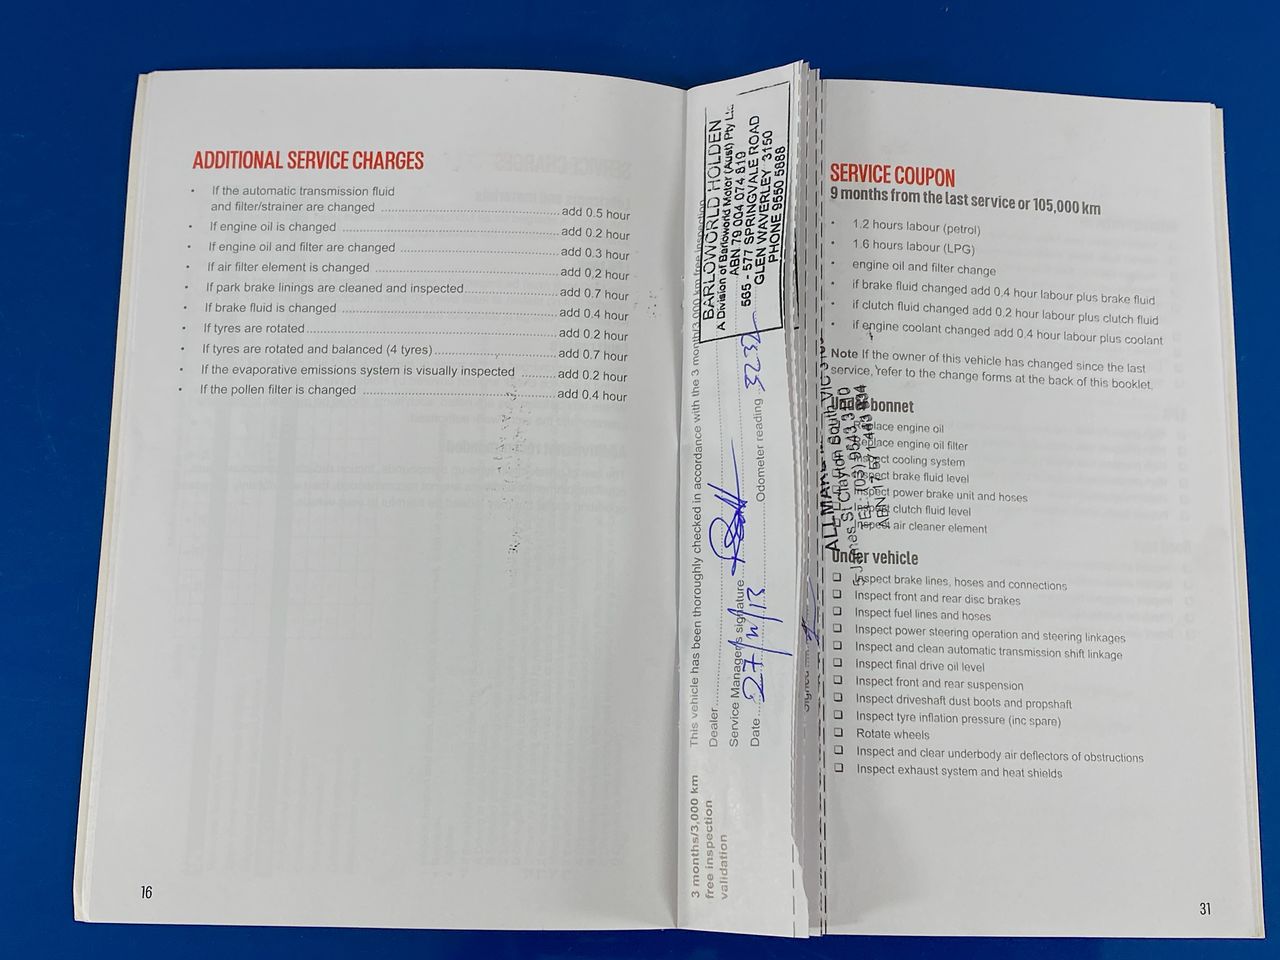 ADDITIONAL SERVICE CHARGES
• If the automatic transmission fluid
and filter/strainer are changed ........ add 0.5 hour
• If engine oil is changed ........ add 0.2 hour
• If engine oil and filter are changed ........ add 0.3 hour
• If air filter element is changed ........ add 0.2 hour
• If park brake linings are cleaned and inspected ........ add 0.7 hour
• If brake fluid is changed ........ add 0.4 hour
• If tyres are rotated ........ add 0.2 hour
• If tyres are rotated and balanced (4 tyres) ........ add 0.7 hour
• If the evaporative emissions system is visually inspected ........ add 0.2 hour
• If the pollen filter is changed ........ add 0.4 hour
16
3 months/3,000 km
free inspection
validation
This vehicle has been thoroughly checked in accordance with the 3 month/3,000 km free inspection
Dealer
BARLOWORLD HOLDEN
A Division of Barloworld Motor (Aust) Pty
ABN 79 004 074 819
565 - 577 SPRINGVALE ROAD
GLEN WAVERLEY 3150
PHONE 9550 5888
Service Manager's signature
Date 27/11/13 Odometer reading 3232
Signed
ALLMAKE
St Clayton South VIC
SERVICE COUPON
9 months from the last service or 105,000 km
• 1.2 hours labour (petrol)
• 1.6 hours labour (LPG)
• engine oil and filter change
• if brake fluid changed add 0.4 hour labour plus brake fluid
• if clutch fluid changed add 0.2 hour labour plus clutch fluid
• if engine coolant changed add 0.4 hour labour plus coolant
Note If the owner of this vehicle has changed since the last
service, refer to the change forms at the back of this booklet.
Under bonnet
Replace engine oil
Replace engine oil filter
Inspect cooling system
Inspect brake fluid level
Inspect power brake unit and hoses
Inspect clutch fluid level
Inspect air cleaner element
Under vehicle
❑ Inspect brake lines, hoses and connections
❑ Inspect front and rear disc brakes
❑ Inspect fuel lines and hoses
❑ Inspect power steering operation and steering linkages
❑ Inspect and clean automatic transmission shift linkage
❑ Inspect final drive oil level
❑ Inspect front and rear suspension
❑ Inspect driveshaft dust boots and propshaft
❑ Inspect tyre inflation pressure (inc spare)
❑ Rotate wheels
❑ Inspect and clear underbody air deflectors of obstructions
❑ Inspect exhaust system and heat shields
31